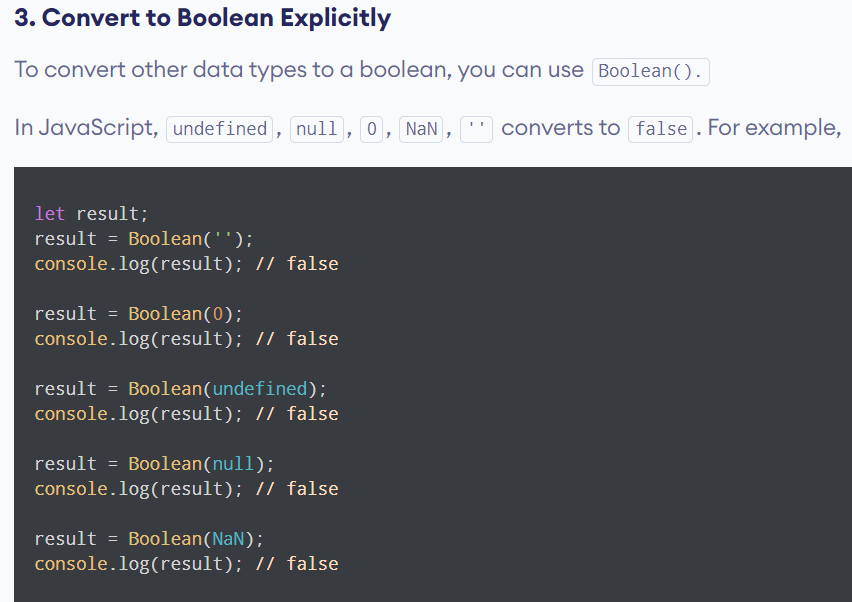 3. Convert to Boolean Explicitly
To convert other data types to a boolean, you can use Boolean().
In JavaScript, undefined, null, 0, NaN, '' converts to false. For example,
let result;
result = Boolean('');
console.log(result); // false
result = Boolean(0);
console.log(result); // false
result = Boolean(undefined);
console.log(result); // false
result = Boolean(null);
console.log(result); // false
result = Boolean(NaN);
console.log(result); // false